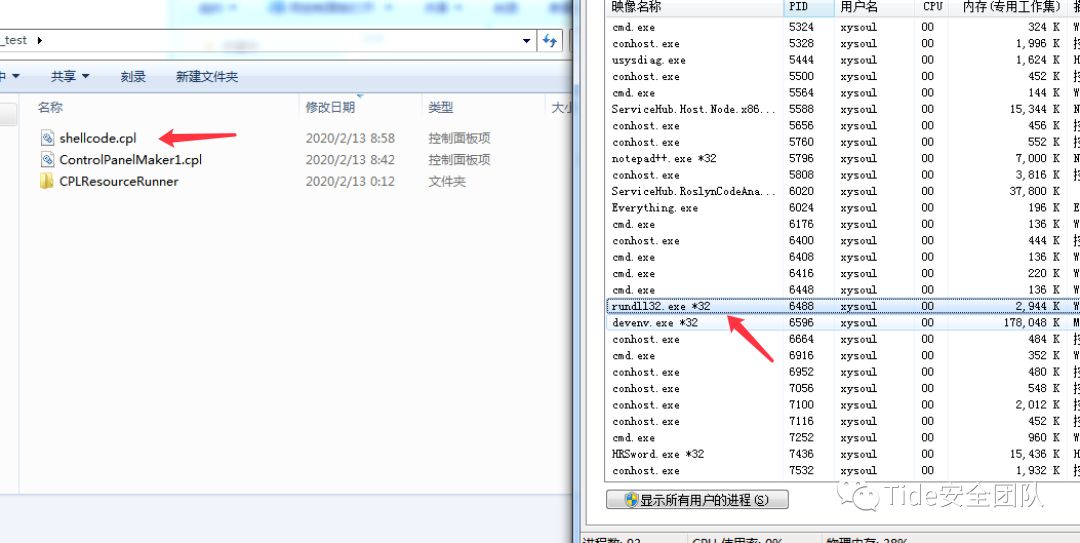 _test
共享 刻录 新建文件夹
名称 修改日期 类型
shellcode.cpl 2020/2/13 8:58 控制面板项
ControlPanelMaker1.cpl 2020/2/13 8:42 控制面板项
CPLResourceRunner 2020/2/13 0:12 文件夹
映像名称 PID 用户名 CPU 内存(专用工作集)
cmd.exe 5324 xysoul 00 324 K
conhost.exe 5328 xysoul 00 1,996 K
usysdiag.exe 5444 xysoul 00 1,624 K
conhost.exe 5500 xysoul 00 452 K
cmd.exe 5564 xysoul 00 144 K
ServiceHub.Host.Node.x86... 5588 xysoul 00 15,344 K
conhost.exe 5656 xysoul 00 456 K
conhost.exe 5760 xysoul 00 552 K
notepad++.exe *32 5796 xysoul 00 7,000 K
conhost.exe 5808 xysoul 00 3,816 K
ServiceHub.RoslynCodeAna... 6020 xysoul 00 37,800 K
Everything.exe 6024 xysoul 00 196 K
cmd.exe 6176 xysoul 00 136 K
conhost.exe 6400 xysoul 00 444 K
cmd.exe 6408 xysoul 00 136 K
cmd.exe 6416 xysoul 00 220 K
cmd.exe 6448 xysoul 00 136 K
rundll32.exe *32 6488 xysoul 00 2,944 K
devenv.exe *32 6596 xysoul 00 178,048 K
conhost.exe 6664 xysoul 00 484 K
cmd.exe 6916 xysoul 00 352 K
conhost.exe 6952 xysoul 00 480 K
conhost.exe 7056 xysoul 00 548 K
conhost.exe 7100 xysoul 00 2,012 K
conhost.exe 7116 xysoul 00 452 K
cmd.exe 7252 xysoul 00 960 K
HRSword.exe *32 7436 xysoul 00 15,436 K
conhost.exe 7532 xysoul 00 1,932 K
显示所有用户的进程(S)
Tide安全团队